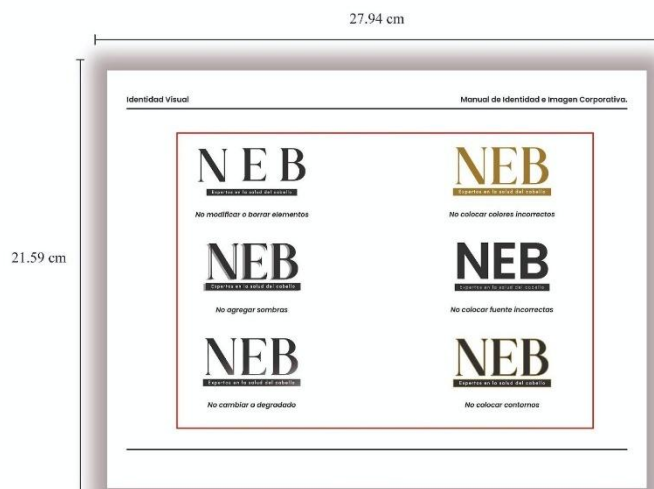 27.94 cm
Identidad Visual
Manual de Identidad e Imagen Corporativa.
N E B
Expertos en la salud del cabello
No modificar o borrar elementos
NEB
Expertos en la salud del cabello
No colocar colores incorrectos
21.59 cm
NEB
Expertos en la salud del cabello
No agregar sombras
NEB
Expertos en la salud del cabello
No colocar fuente incorrectas
NEB
Expertos en la salud del cabello
No cambiar a degradado
NEB
Expertos en la salud del cabello
No colocar contornos